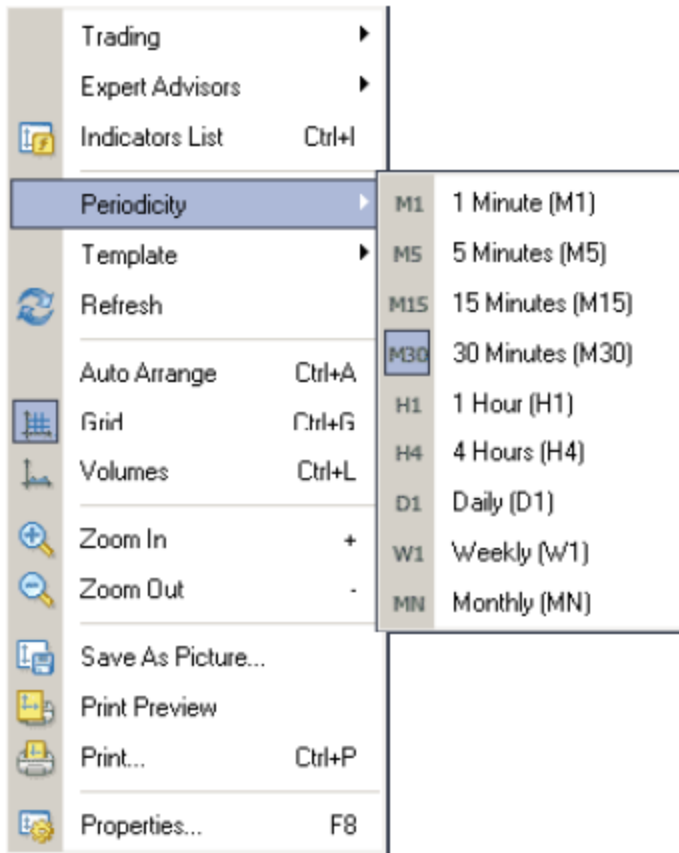 Trading
Expert Advisors
Indicators List Ctrl+I
Periodicity
Template
Refresh
Auto Arrange Ctrl+A
Grid Ctrl+G
Volumes Ctrl+L
Zoom In +
Zoom Out -
Save As Picture...
Print Preview
Print... Ctrl+P
Properties... F8
M1 1 Minute (M1)
M5 5 Minutes (M5)
M15 15 Minutes (M15)
M30 30 Minutes (M30)
H1 1 Hour (H1)
H4 4 Hours (H4)
D1 Daily (D1)
W1 Weekly (W1)
MN Monthly (MN)